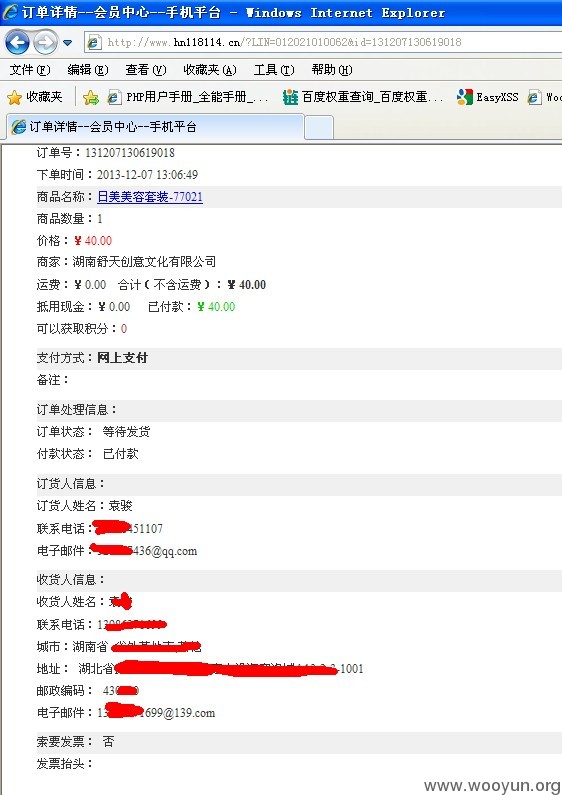 订单详情--会员中心--手机平台 - Windows Internet Explorer
http://www.hn118114.cn/?LIN=012021010062&id=131207130619018
文件(F) 编辑(E) 查看(V) 收藏夹(A) 工具(T) 帮助(H)
收藏夹 PHP用户手册_全能手册_... 百度权重查询_百度权重... EasyXSS Woo
订单详情--会员中心--手机平台
订单号：131207130619018
下单时间：2013-12-07 13:06:49
商品名称：日美美容套装-77021
商品数量：1
价格：￥40.00
商家：湖南舒天创意文化有限公司
运费：￥0.00 合计（不含运费）：￥40.00
抵用现金：￥0.00 已付款：￥40.00
可以获取积分：0
支付方式：网上支付
备注：
订单处理信息：
订单状态： 等待发货
付款状态： 已付款
订货人信息：
订货人姓名：袁骏
联系电话：451107
电子邮件：436@qq.com
收货人信息：
收货人姓名：
联系电话：
城市：湖南省
地址： 湖北省 -1001
邮政编码： 43
电子邮件：1 1699@139.com
索要发票： 否
发票抬头：
www.wooyun.org